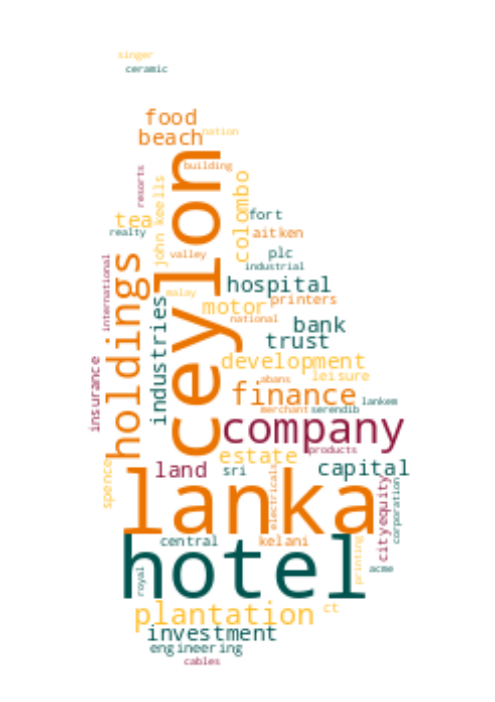 singer
ceramic
food
beach
nation
building
resorts
john keells
colombo
tea
fort
realty
aitken
ceylon
valley
plc
industrial
international
holdings
hospital
malay
motor
printers
industries
national
bank
trust
development
abans
leisure
insurance
finance
lankem
merchant
serendib
company
products
estate
land
sri
capital
spence
electricals
city
equity
corporation
lanka
central
kelani
printing
hotel
royal
acme
plantation
ct
investment
engineering
cables